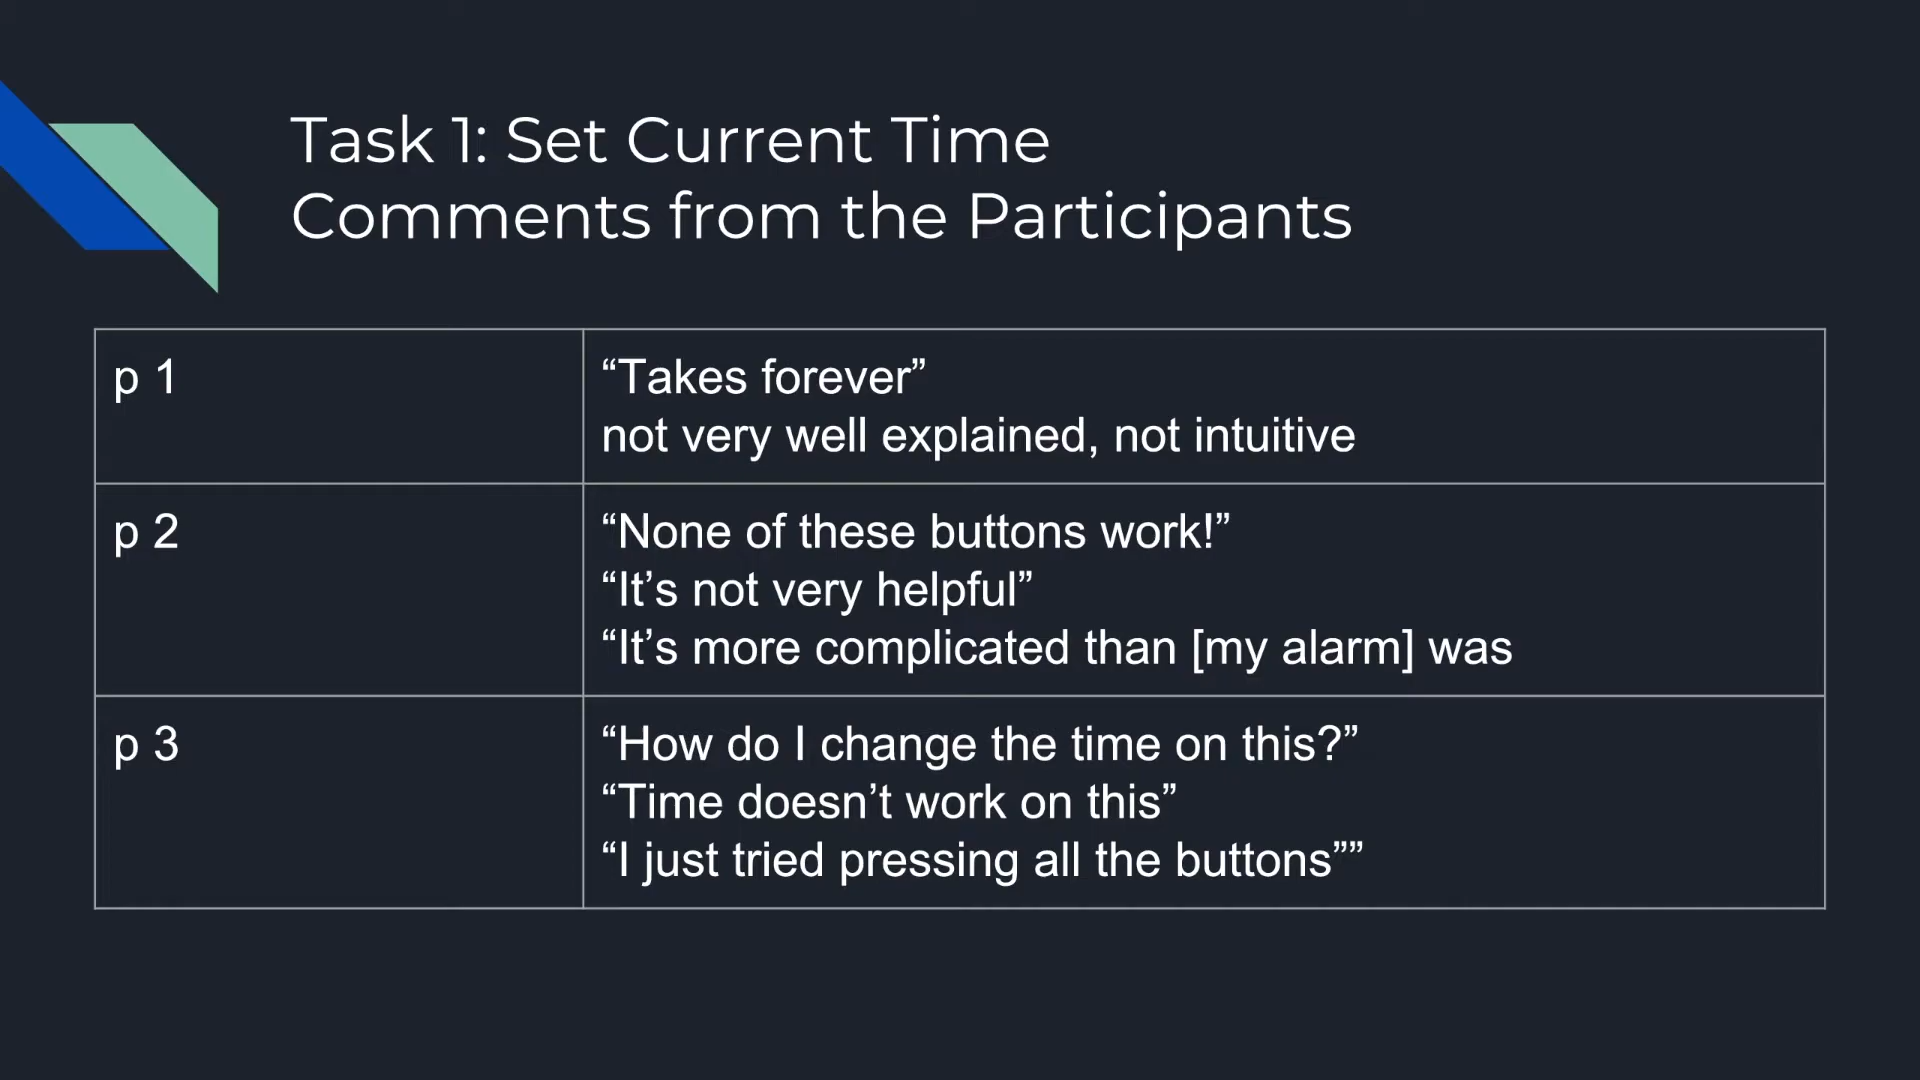 Task 1: Set Current Time
Comments from the Participants
p 1
“Takes forever”
not very well explained, not intuitive
p 2
“None of these buttons work!”
“It’s not very helpful”
“It’s more complicated than [my alarm] was
p 3
“How do I change the time on this?”
“Time doesn’t work on this”
“I just tried pressing all the buttons””